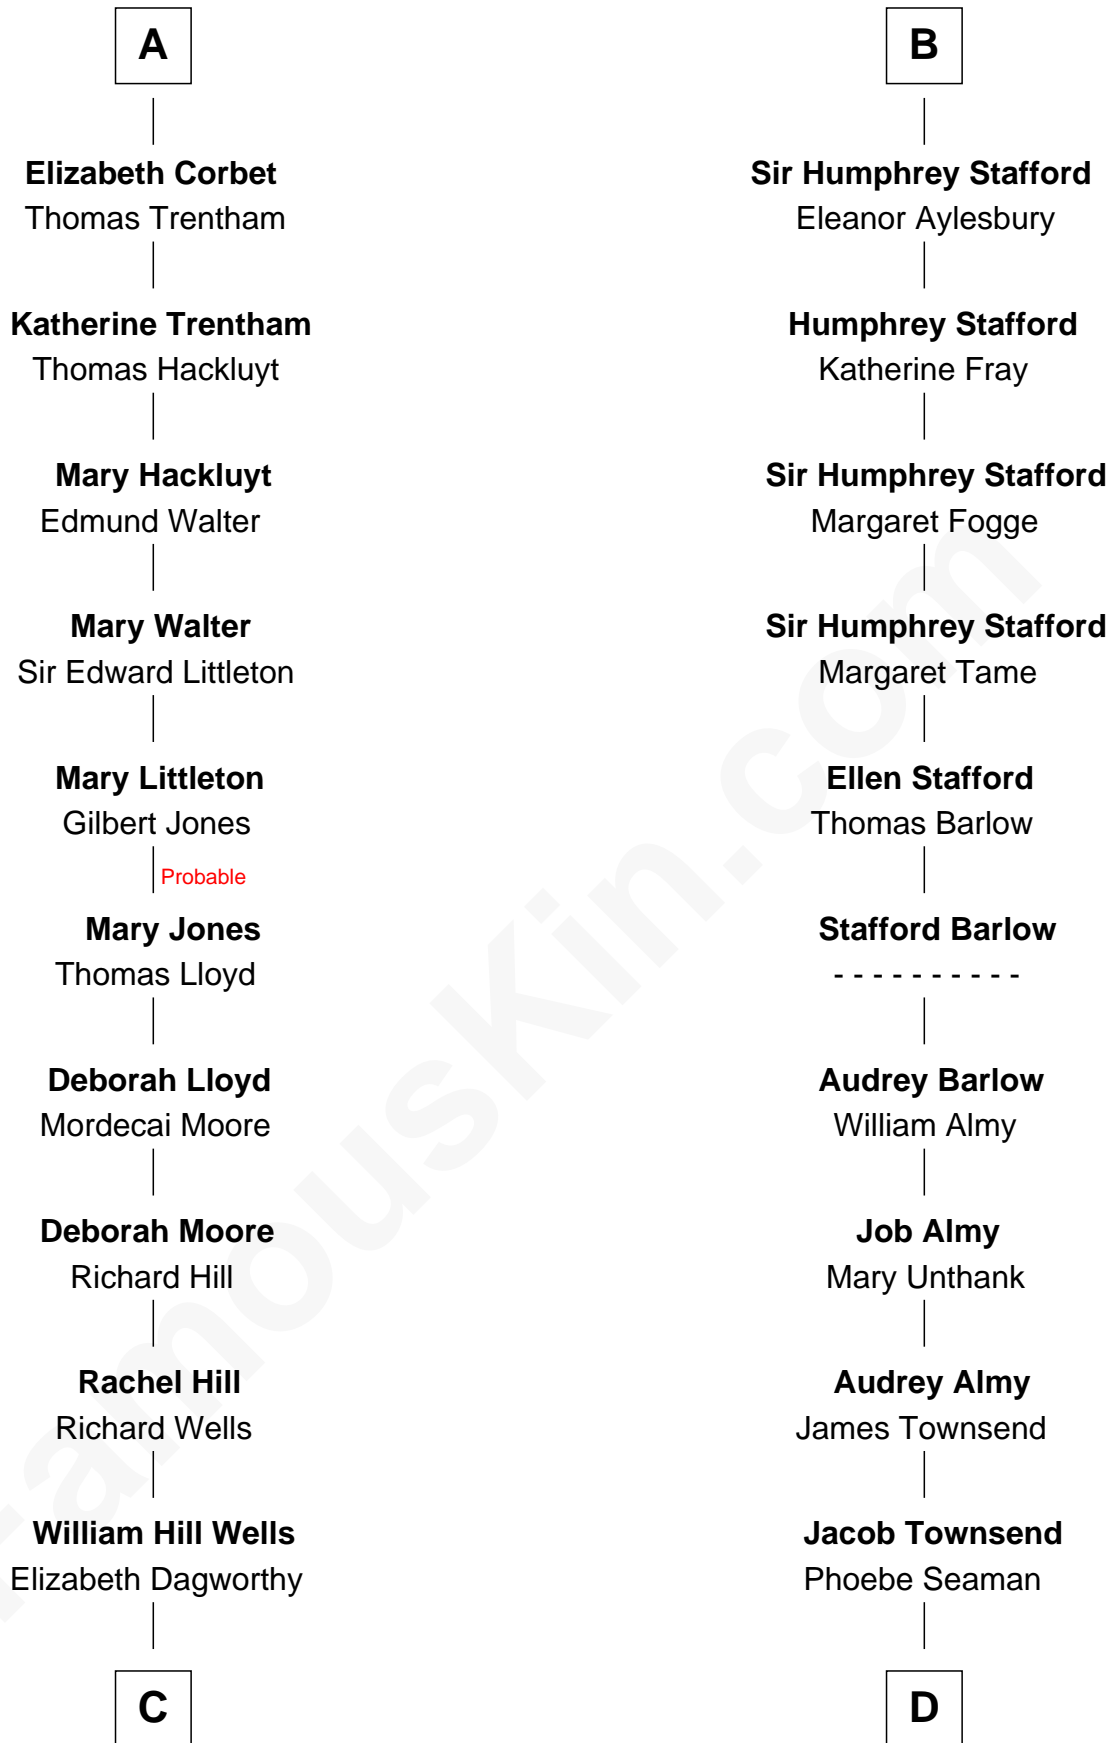 A
Elizabeth Corbet
Thomas Trentham
Katherine Trentham
Thomas Hackluyt
Mary Hackluyt
Edmund Walter
Mary Walter
Sir Edward Littleton
Mary Littleton
Gilbert Jones
Probable
Mary Jones
Thomas Lloyd
Deborah Lloyd
Mordecai Moore
Deborah Moore
Richard Hill
Rachel Hill
Richard Wells
William Hill Wells
Elizabeth Dagworthy
C
B
Sir Humphrey Stafford
Eleanor Aylesbury
Humphrey Stafford
Katherine Fray
Sir Humphrey Stafford
Margaret Fogge
Sir Humphrey Stafford
Margaret Tame
Ellen Stafford
Thomas Barlow
Stafford Barlow
- - - - - - - - - -
Audrey Barlow
William Almy
Job Almy
Mary Unthank
Audrey Almy
James Townsend
Jacob Townsend
Phoebe Seaman
D
FamousKin.com